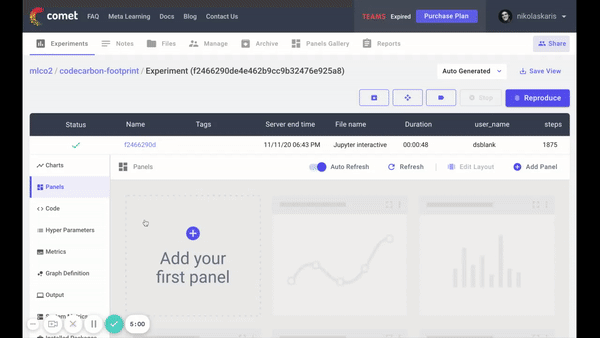 comet FAQ Meta Learning Docs Blog Contact Us TEAMS Expired Purchase Plan nikolaskaris
Experiments Notes Files Manage Archive Panels Gallery Reports Share
mlco2 / codecarbon-footprint / Experiment (f2466290de4e462b9cc9b32476e925a8) Auto Generated Save View
Stop Reproduce
Status Name Tags Server end time File name Duration user_name steps
f2466290d 11/11/20 06:43 PM Jupyter interactive 00:00:48 dsblank 1875
Charts Panels Auto Refresh Refresh Edit Layout Add Panel
Panels
Code
Hyper Parameters
Metrics
Graph Definition
Output
Add your
first panel
5:00